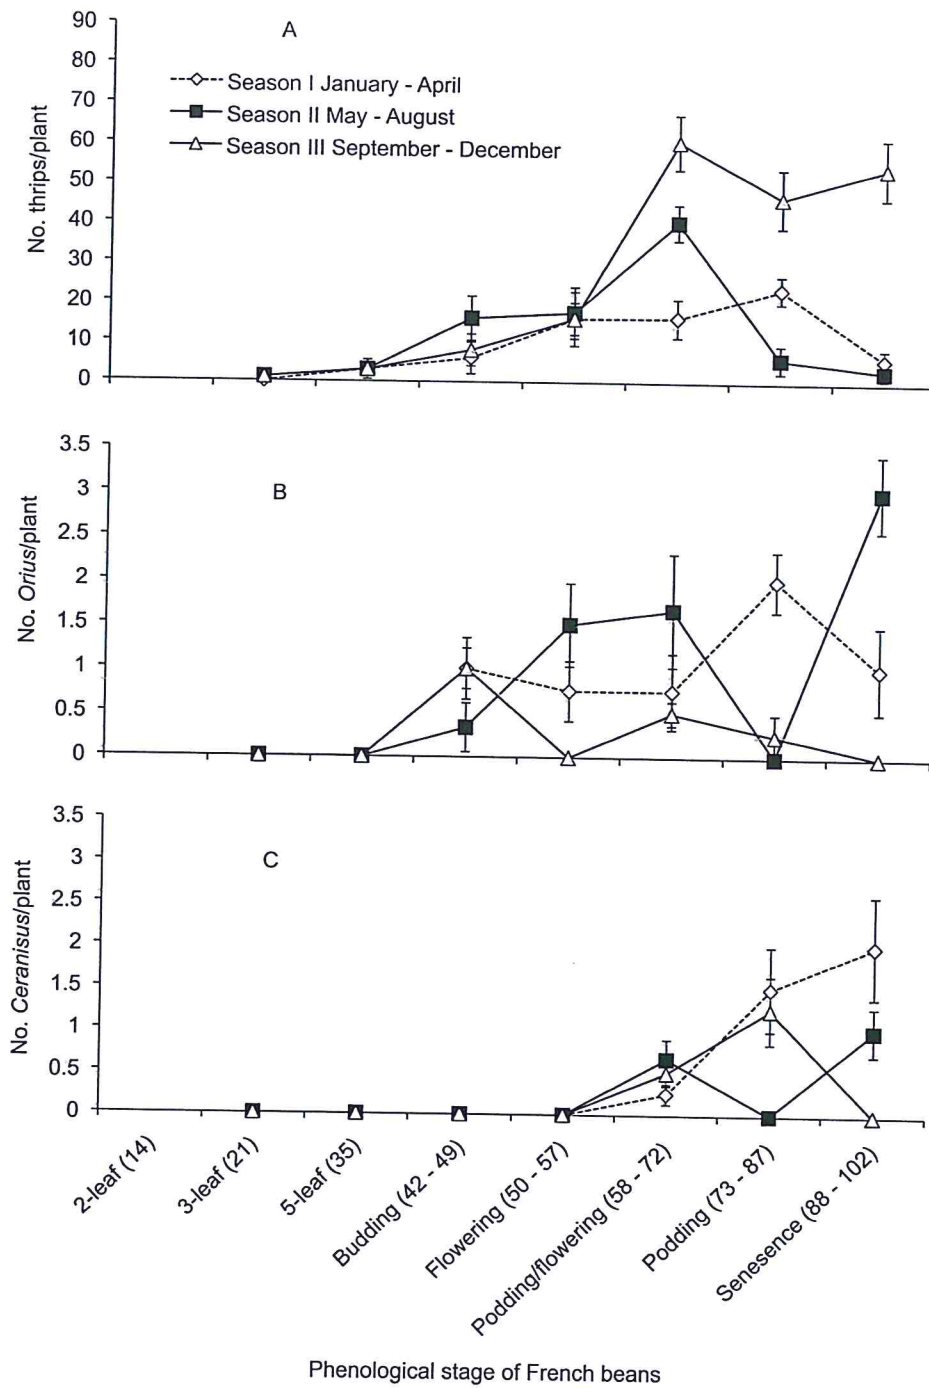 A
Season I January - April
Season II May - August
Season III September - December
No. thrips/plant
90
80
70
60
50
40
30
20
10
0
B
No. Orius/plant
3.5
3
2.5
2
1.5
1
0.5
0
C
No. Ceranisus/plant
3.5
3
2.5
2
1.5
1
0.5
0
2-leaf (14)
3-leaf (21)
5-leaf (35)
Budding (42 - 49)
Flowering (50 - 57)
Podding/flowering (58 - 72)
Podding (73 - 87)
Senesence (88 - 102)
Phenological stage of French beans